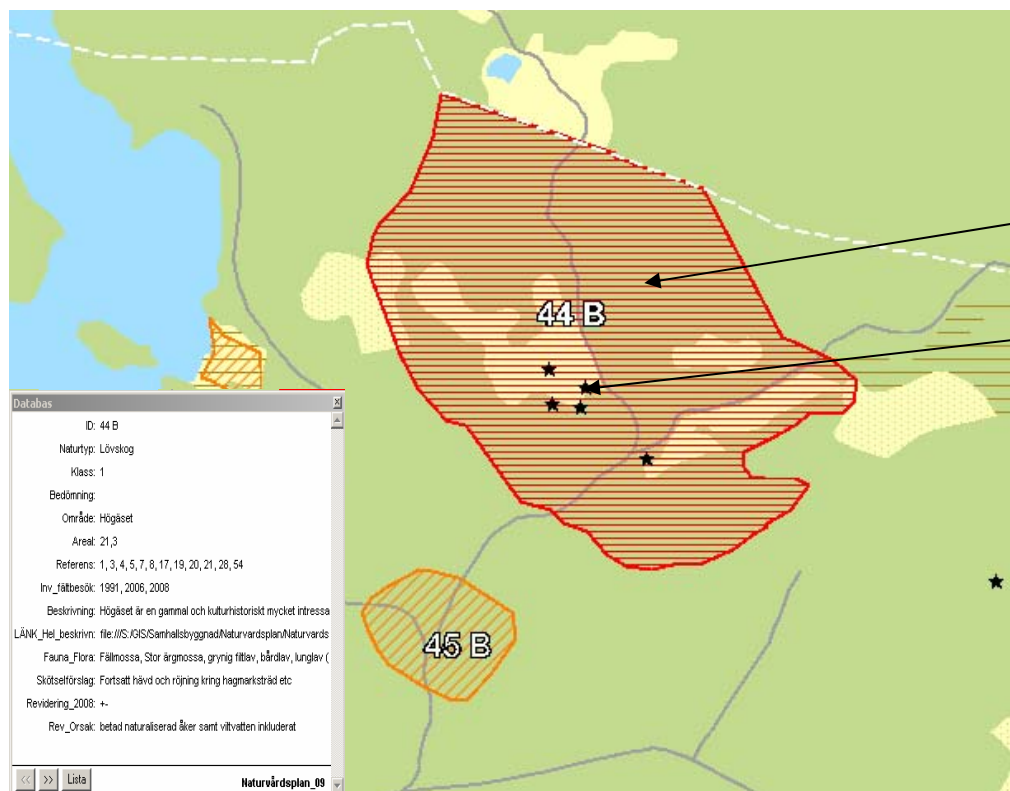 44 B
Databas
ID: 44 B
Naturtyp: Lövskog
Klass: 1
Bedömning:
Område: Högäset
Areal: 21,3
Referens: 1, 3, 4, 5, 7, 8, 17, 19, 20, 21, 28, 54
Inv_fältbesök: 1991, 2006, 2008
Beskrivning: Högäset är en gammal och kulturhistoriskt mycket intressa
LÄNK_Hel_beskrivn: file:///S:/GIS/Samhallsbyggnad/Naturvardsplan/Naturvards
Fauna_Flora: Fällmossa, Stor ärgmossa, grynig filtlav, bårdlav, lunglav (
Skötselförslag: Fortsatt hävd och röjning kring hagmarksträd etc
Revidering_2008: +-
Rev_Orsak: betad naturaliserad åker samt viltvatten inkluderat
<< >> Lista
Naturvårdsplan_09
45 B